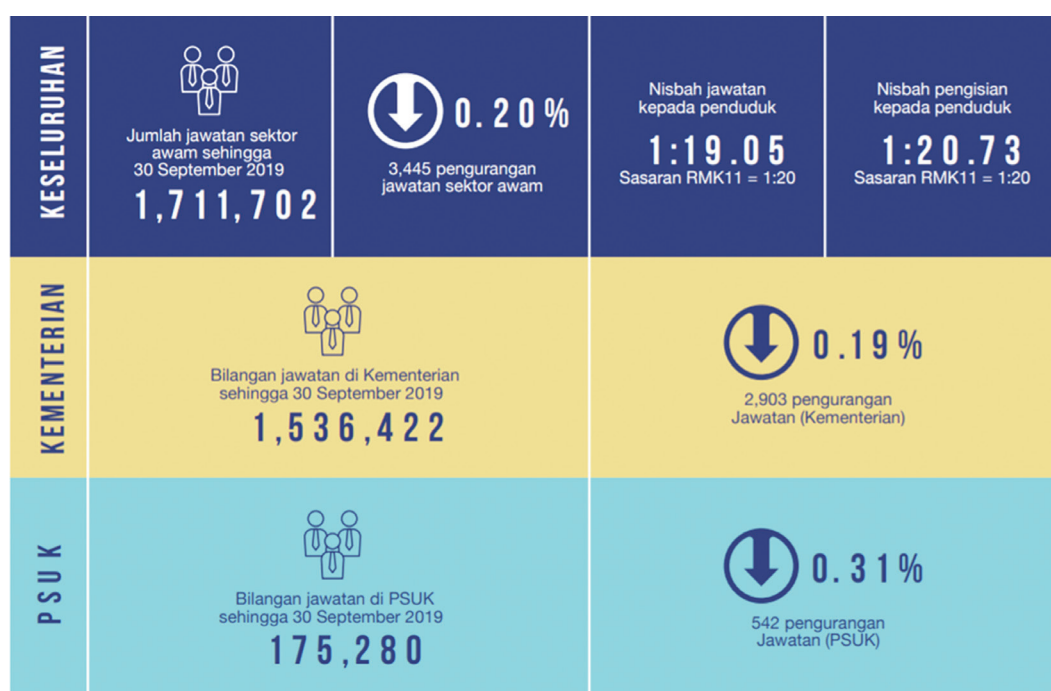 KESELURUHAN
Jumlah jawatan sektor
awam sehingga
30 September 2019
1,711,702
0.20%
3,445 pengurangan
jawatan sektor awam
Nisbah jawatan
kepada penduduk
1:19.05
Sasaran RMK11 = 1:20
Nisbah pengisian
kepada penduduk
1:20.73
Sasaran RMK11 = 1:20
KEMENTERIAN
Bilangan jawatan di Kementerian
sehingga 30 September 2019
1,536,422
0.19%
2,903 pengurangan
Jawatan (Kementerian)
PSUK
Bilangan jawatan di PSUK
sehingga 30 September 2019
175,280
0.31%
542 pengurangan
Jawatan (PSUK)